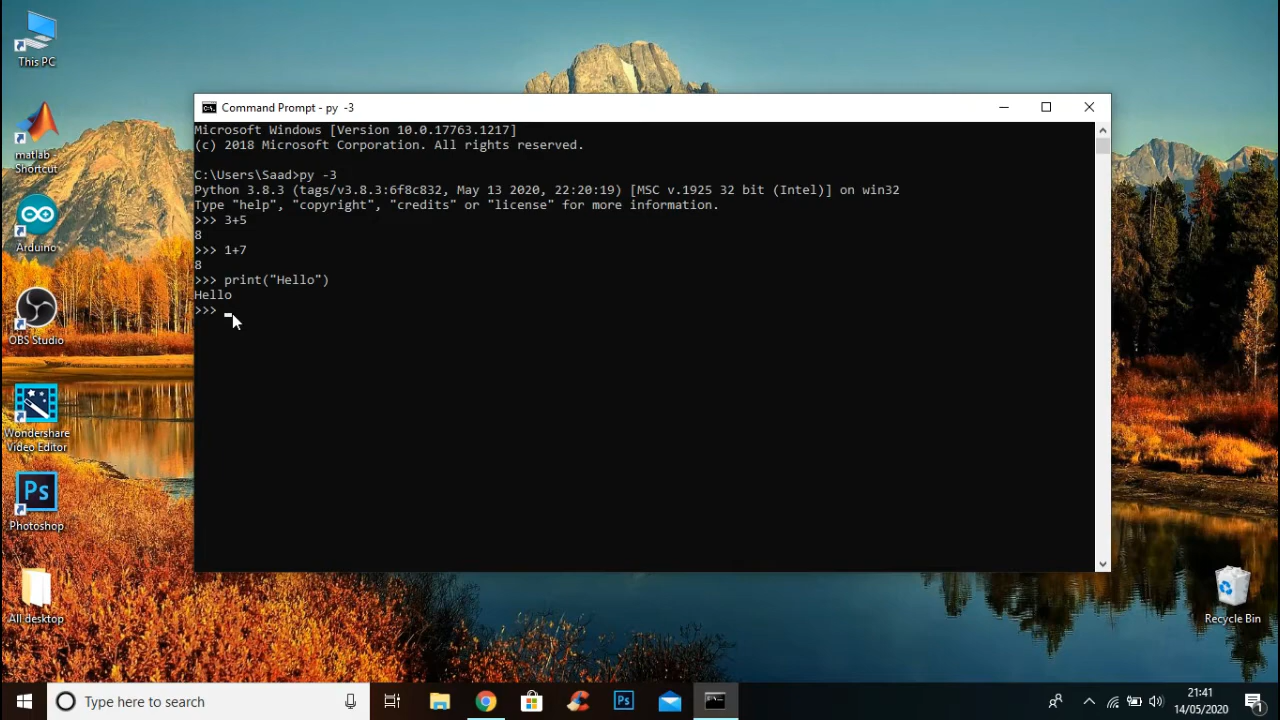 This PC
matlab -
Shortcut
Arduino
OBS Studio
Wondershare
Video Editor
Ps
Photoshop
All desktop
Command Prompt - py  -3
Microsoft Windows [Version 10.0.17763.1217]
(c) 2018 Microsoft Corporation. All rights reserved.
C:\Users\Saad>py -3
Python 3.8.3 (tags/v3.8.3:6f8c832, May 13 2020, 22:20:19) [MSC v.1925 32 bit (Intel)] on win32
Type "help", "copyright", "credits" or "license" for more information.
>>> 3+5
8
>>> 1+7
8
>>> print("Hello")
Hello
>>> _
Recycle Bin
Type here to search
Ps
21:41
14/05/2020
1